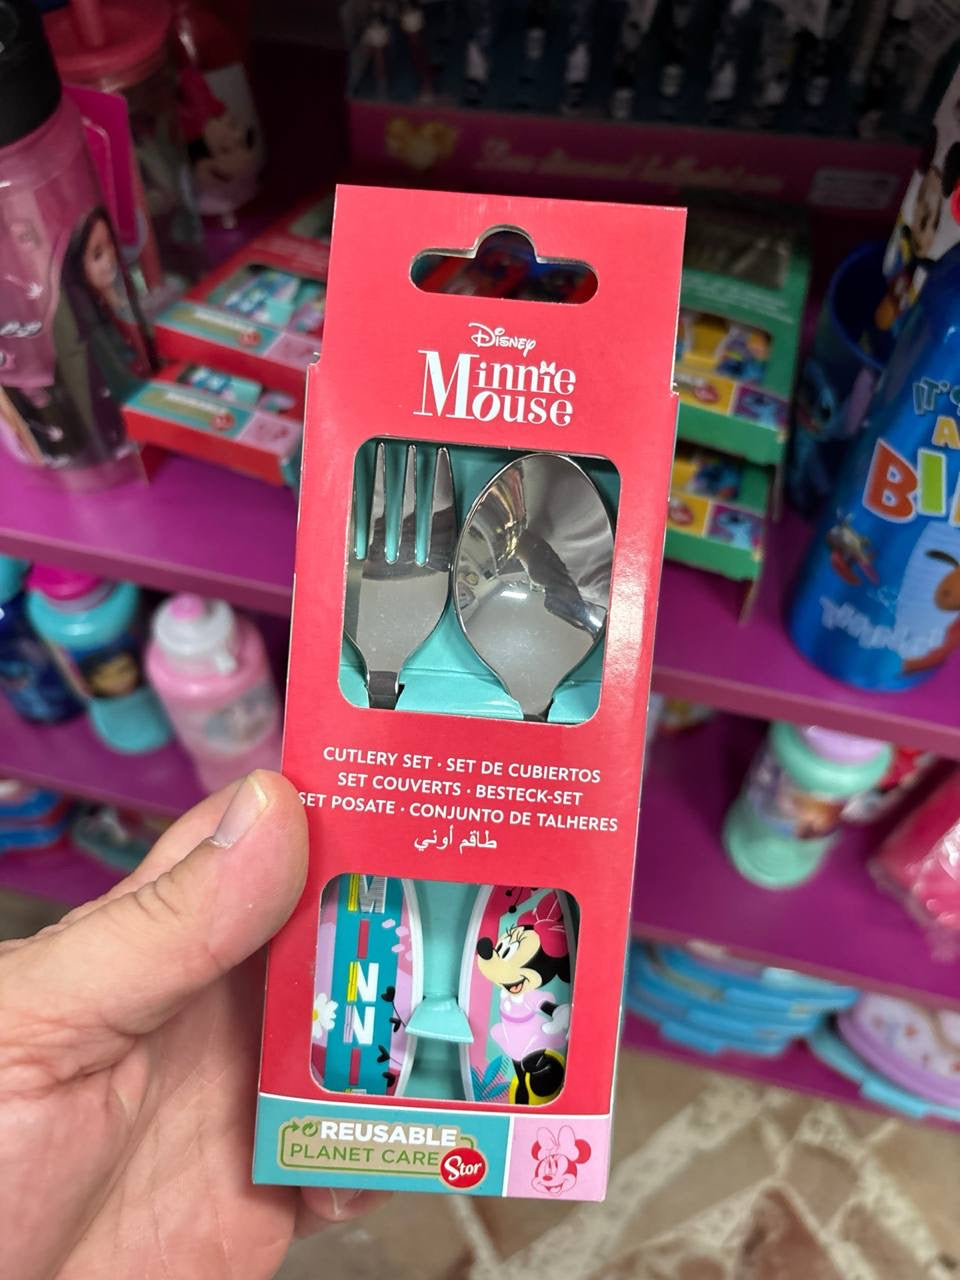 Disney
Minnie
Mouse
CUTLERY SET · SET DE CUBIERTOS
SET COUVERTS · BESTECK-SET
SET POSATE · CONJUNTO DE TALHERES
طاقم أوني
MINNIE
REUSABLE
PLANET CARE
Stor